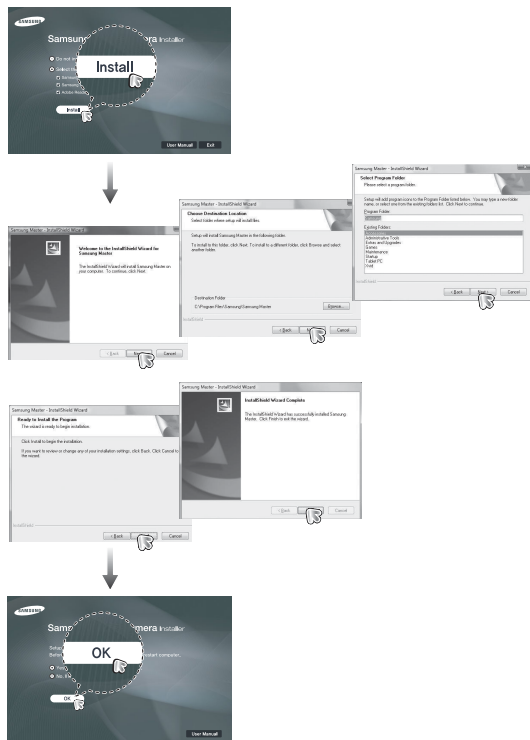 SAMSUNG
Samsung Camera Installer
Install
Install
User Manual Exit
Samsung Master - InstallShield Wizard
Welcome to the InstallShield Wizard for
Samsung Master
The InstallShield Wizard will install Samsung Master on
your computer. To continue, click Next.
< Back
Cancel
Samsung Master - InstallShield Wizard
Choose Destination Location
Select folder where setup will install files.
Setup will install Samsung Master in the following folder.
To install to this folder, click Next. To install to a different folder, click Browse and select
another folder.
Destination Folder
C:\Program Files\Samsung\Samsung Master
Browse...
InstallShield
< Back
Cancel
Samsung Master - InstallShield Wizard
Select Program Folder
Please select a program folder.
Setup will add program icons to the Program Folder listed below. You may type a new folder
name, or select one from the existing folders list. Click Next to continue.
Program Folder:
Samsung
Existing Folders:
Accessories
Administrative Tools
Extras and Upgrades
Games
Maintenance
Startup
Tablet PC
InstallShield
< Back Next >
Cancel
Samsung Master - InstallShield Wizard
Ready to Install the Program
The wizard is ready to begin installation.
Click Install to begin the installation.
If you want to review or change any of your installation settings, click Back. Click Cancel to
the wizard.
InstallShield
< Back
Cancel
Samsung Master - InstallShield Wizard
InstallShield Wizard Complete
The InstallShield Wizard has successfully installed Samsung
Master. Click Finish to exit the wizard.
< Back
Cancel
SAMSUNG
Installer
restart computer.
OK
OK
User Manual